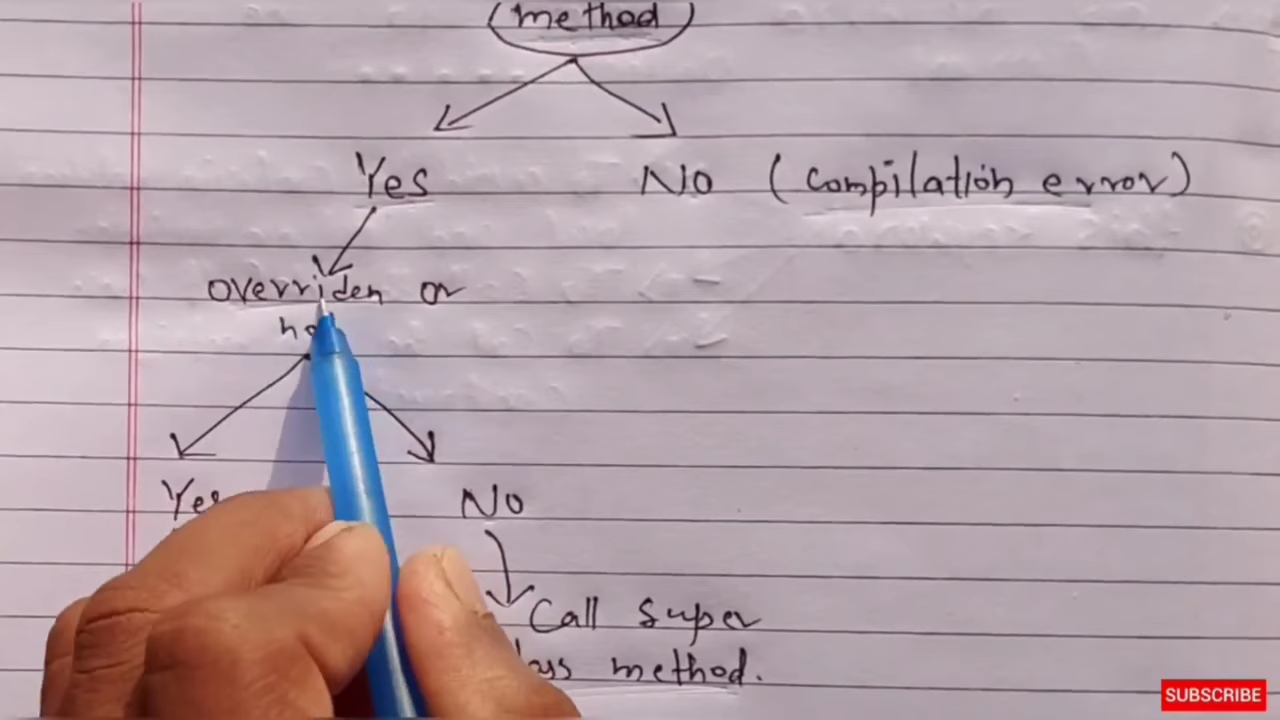 (method)
Yes
No (Compilation error)
overriden or
Yes
No
Call Super
method.
SUBSCRIBE